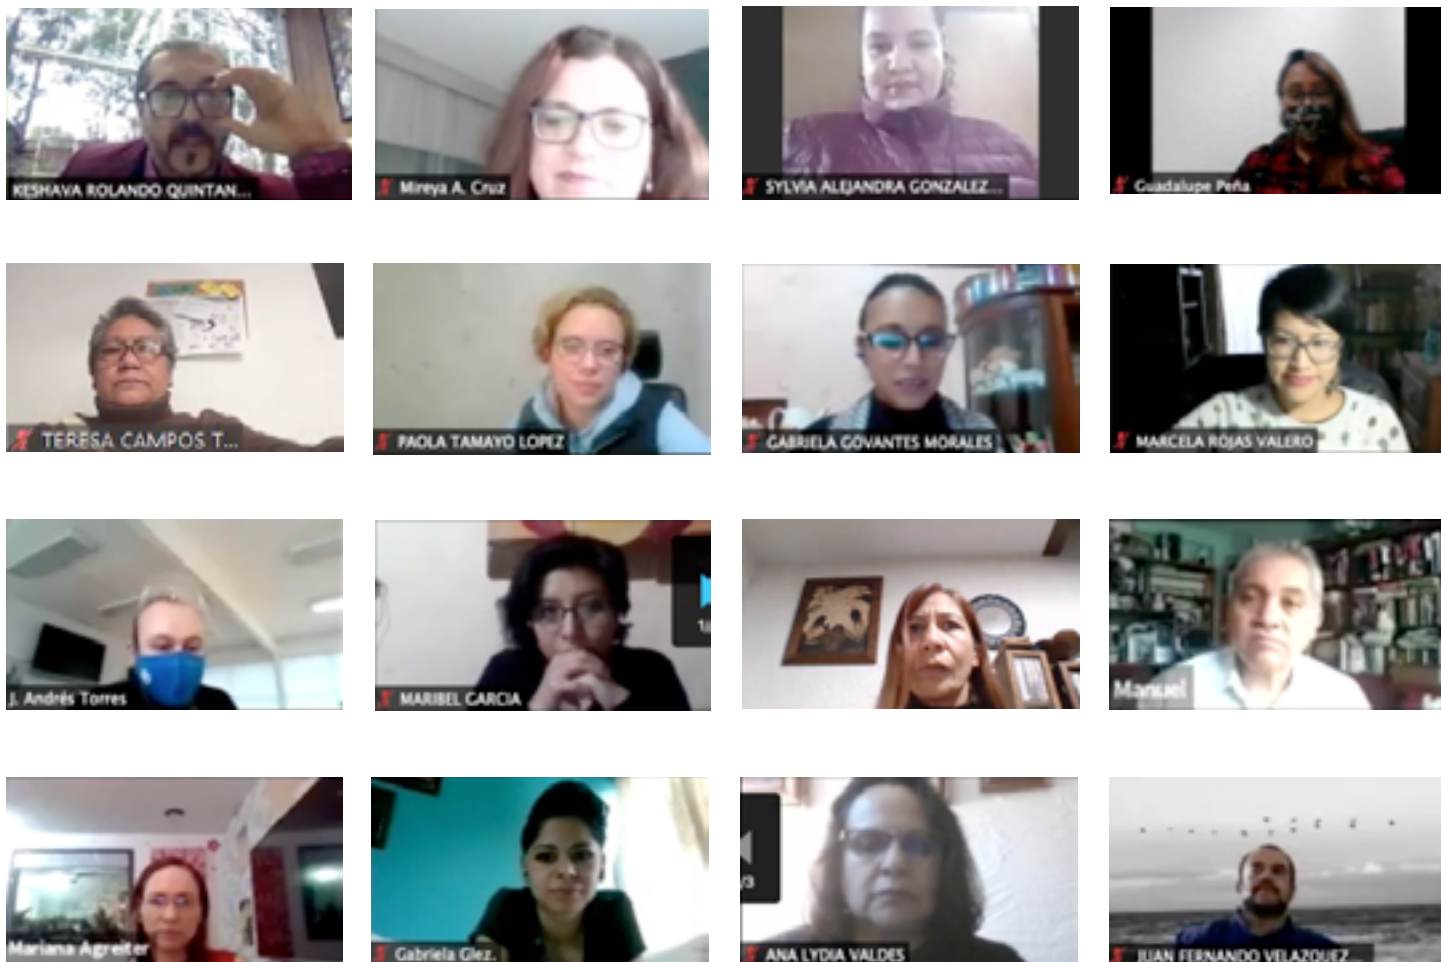 KESHAVA ROLANDO QUINTAN...
Mireya A. Cruz
SYLVIA ALEJANDRA GONZALEZ...
Guadalupe Peña
TERESA CAMPOS T...
PAOLA TAMAYO LOPEZ
GABRIELA GOVANTES MORALES
MARCELA ROJAS VALERO
J. Andrés Torres
MARIBEL GARCIA
Manuel
Mariana Agreiter
Gabriela Glez.
/3
ANA LYDIA VALDES
JUAN FERNANDO VELAZQUEZ...